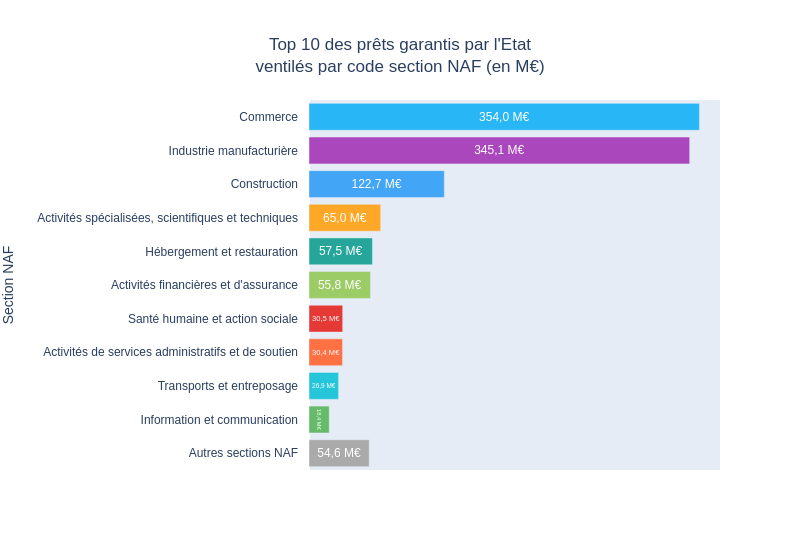 Top 10 des prêts garantis par l'Etat
ventilés par code section NAF (en M€)
Section NAF
Commerce 354,0 M€
Industrie manufacturière 345,1 M€
Construction 122,7 M€
Activités spécialisées, scientifiques et techniques 65,0 M€
Hébergement et restauration 57,5 M€
Activités financières et d'assurance 55,8 M€
Santé humaine et action sociale 30,5 M€
Activités de services administratifs et de soutien 30,4 M€
Transports et entreposage 26,9 M€
Information et communication
Autres sections NAF 54,6 M€